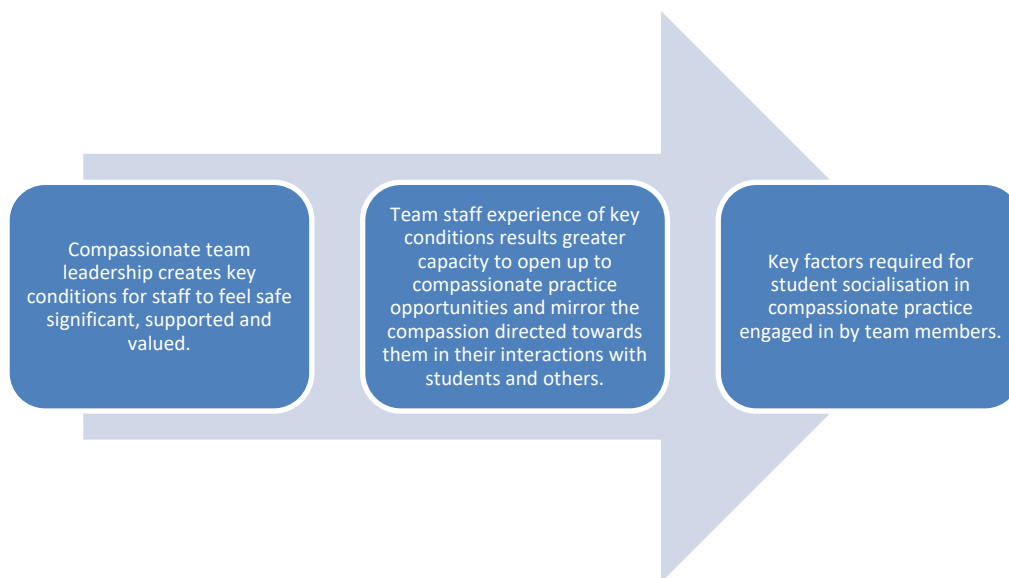 Compassionate team
leadership creates key
conditions for staff to feel safe
significant, supported and
valued.
Team staff experience of key
conditions results greater
capacity to open up to
compassionate practice
opportunities and mirror the
compassion directed towards
them in their interactions with
students and others.
Key factors required for
student socialisation in
compassionate practice
engaged in by team members.